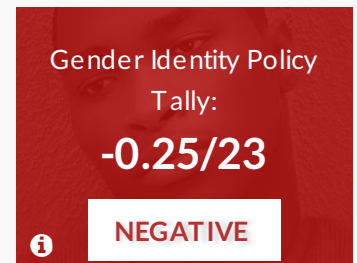 Gender Identity Policy
Tally:
-0.25/23
NEGATIVE